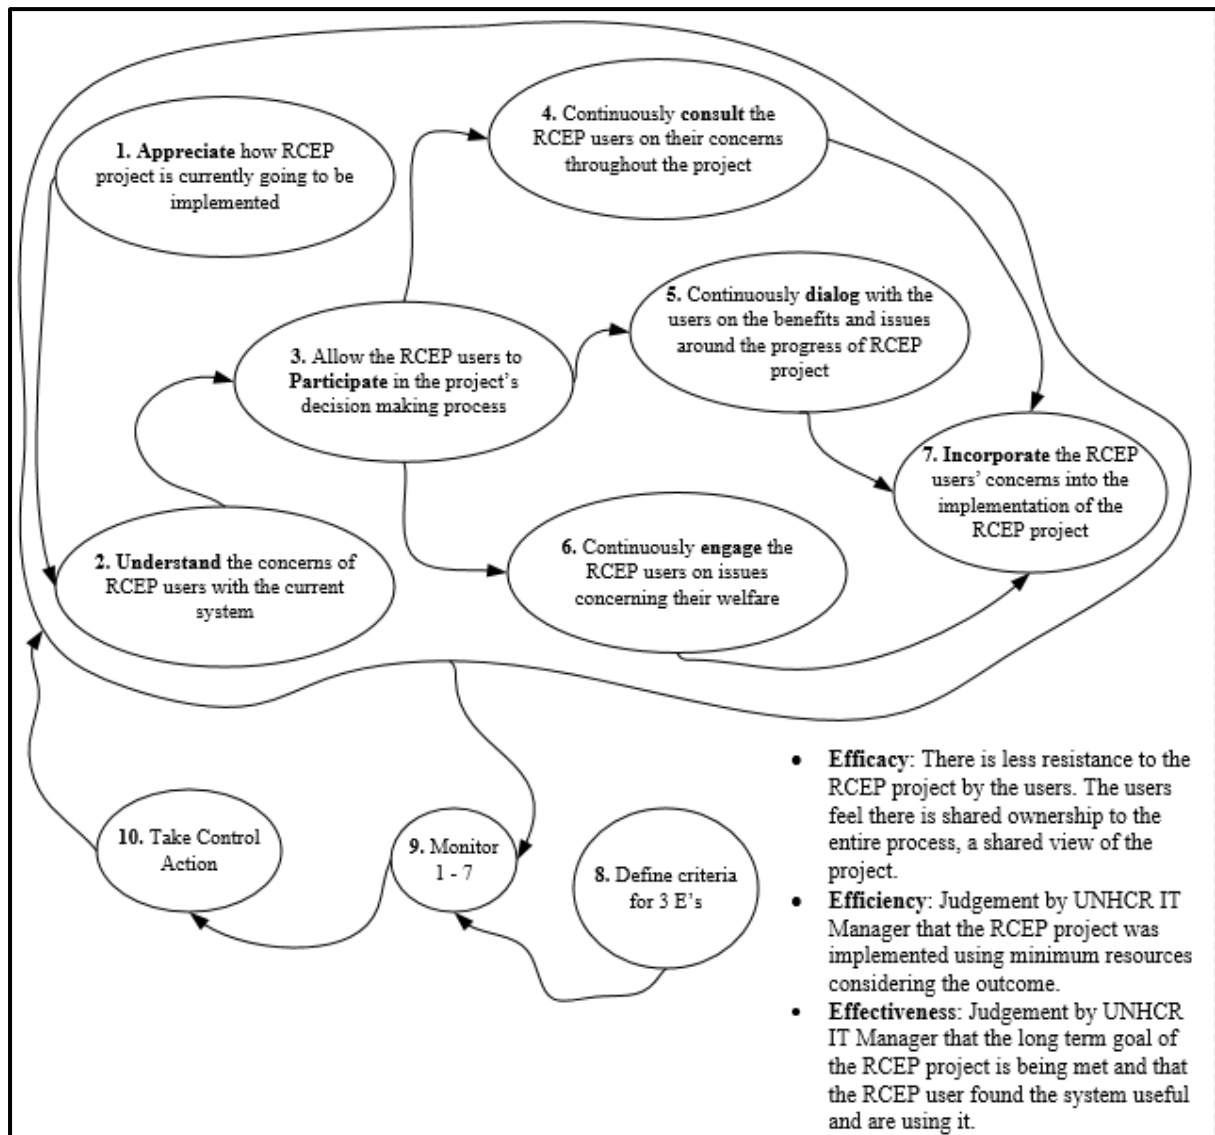 1. Appreciate how RCEP
project is currently going to be
implemented
4. Continuously consult the
RCEP users on their concerns
throughout the project
5. Continuously dialog with the
users on the benefits and issues
around the progress of RCEP
project
3. Allow the RCEP users to
Participate in the project's
decision making process
7. Incorporate the RCEP
users' concerns into the
implementation of the
RCEP project
2. Understand the concerns of
RCEP users with the current
system
6. Continuously engage the
RCEP users on issues
concerning their welfare
10. Take Control
Action
9. Monitor
1 - 7
8. Define criteria
for 3 E's
• Efficacy: There is less resistance to the
RCEP project by the users. The users
feel there is shared ownership to the
entire process, a shared view of the
project.
• Efficiency: Judgement by UNHCR IT
Manager that the RCEP project was
implemented using minimum resources
considering the outcome.
• Effectiveness: Judgement by UNHCR
IT Manager that the long term goal of
the RCEP project is being met and that
the RCEP user found the system useful
and are using it.